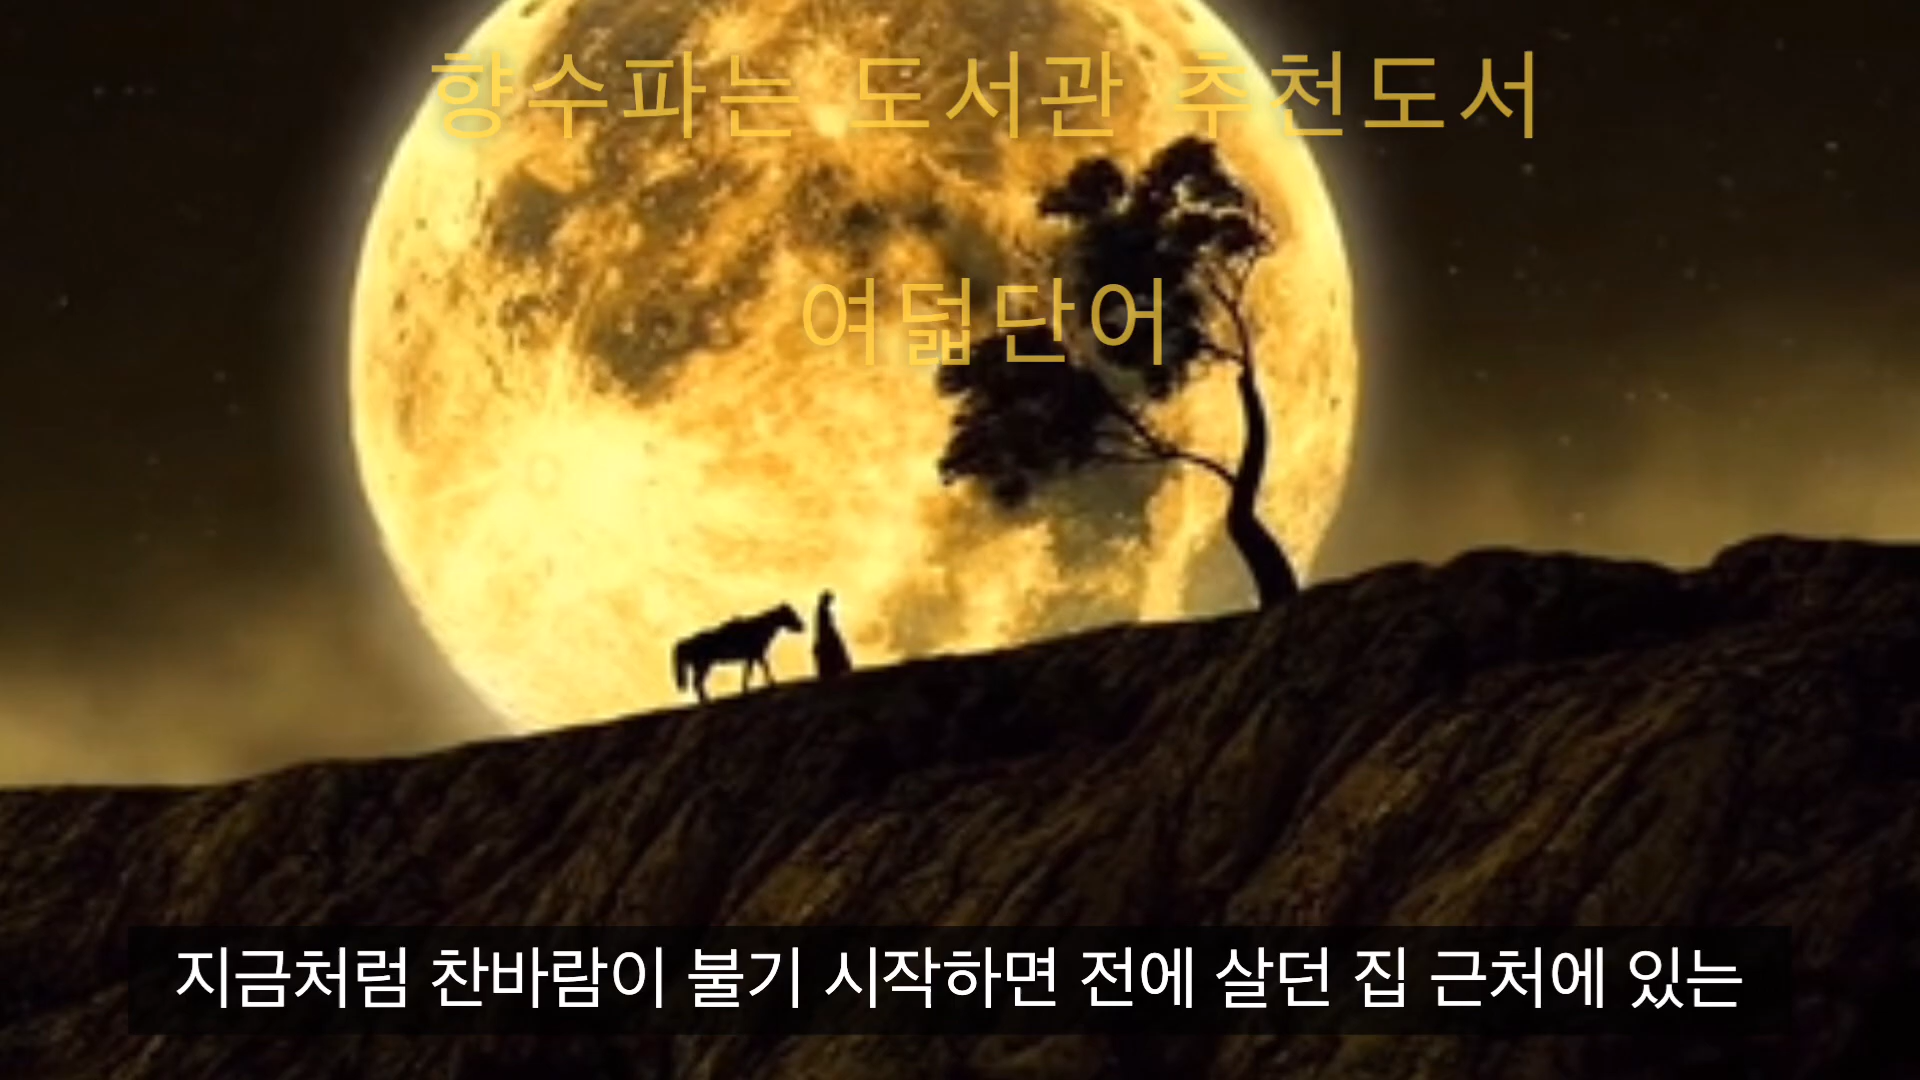 향수파는 도서관 추천도서
여덟단어
지금처럼 찬바람이 불기 시작하면 전에 살던 집 근처에 있는